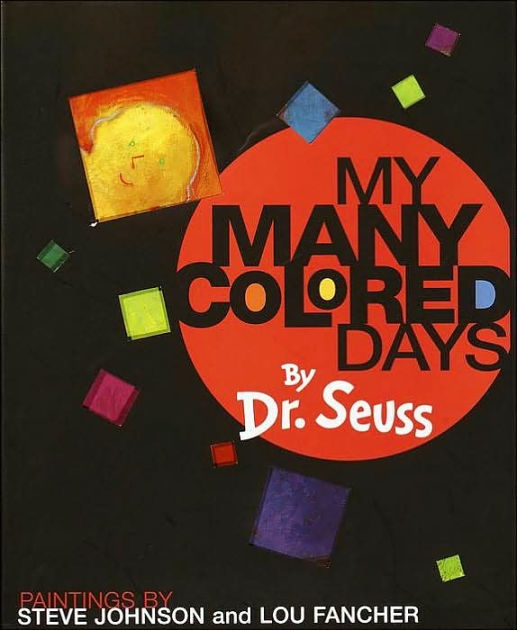 MY
MANY
COLORED
DAYS
By
Dr. Seuss
PAINTINGS BY
STEVE JOHNSON and LOU FANCHER